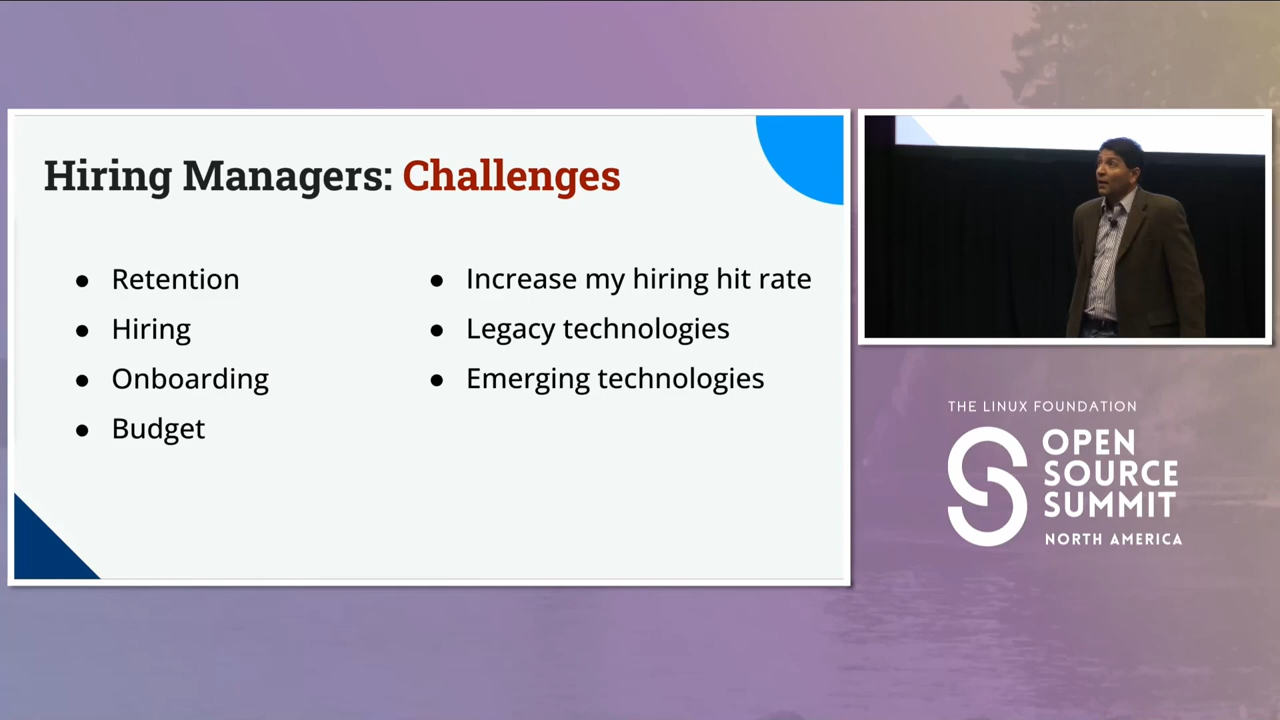 Hiring Managers: Challenges
● Retention
● Hiring
● Onboarding
● Budget
● Increase my hiring hit rate
● Legacy technologies
● Emerging technologies
THE LINUX FOUNDATION
OPEN
SOURCE
SUMMIT
NORTH AMERICA